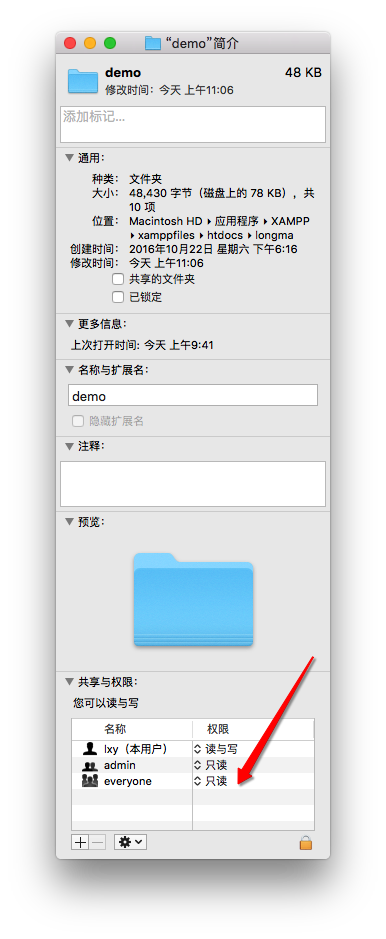 “demo”简介
demo
48 KB
修改时间：今天 上午11:06
添加标记...
通用：
种类： 文件夹
大小： 48,430 字节（磁盘上的 78 KB），共
10 项
位置： Macintosh HD ▸ 应用程序 ▸ XAMPP
▸ xamppfiles ▸ htdocs ▸ longma
创建时间： 2016年10月22日 星期六 下午6:16
修改时间： 今天 上午11:06
共享的文件夹
已锁定
更多信息：
上次打开时间: 今天 上午9:41
名称与扩展名：
demo
隐藏扩展名
注释：
预览：
共享与权限：
您可以读与写
名称 权限
lxy（本用户） 读与写
admin 只读
everyone 只读